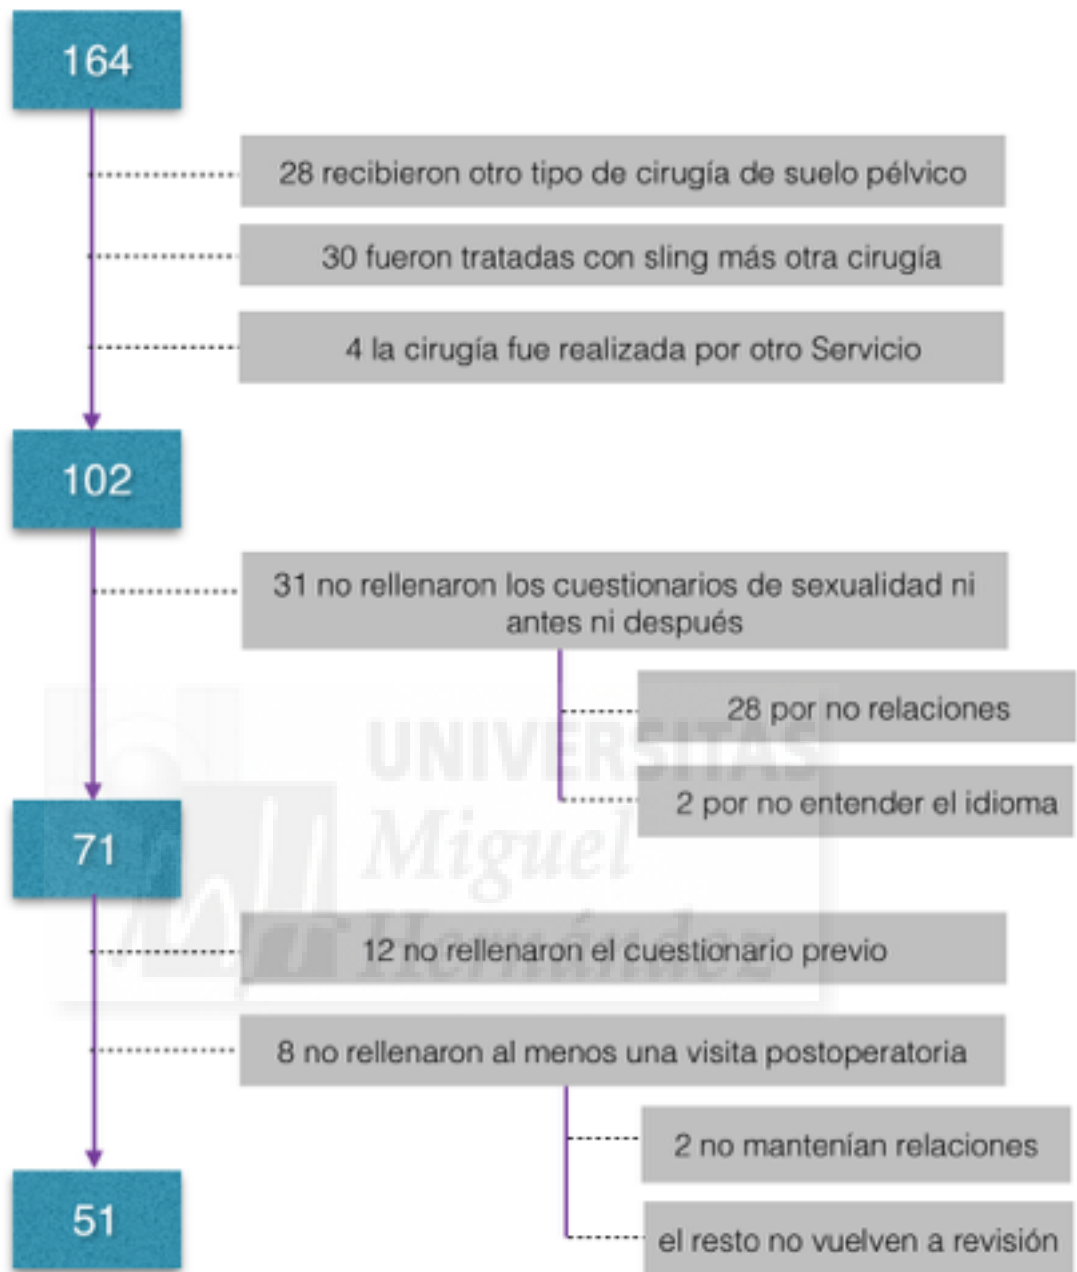 164
28 recibieron otro tipo de cirugía de suelo pélvico
30 fueron tratadas con sling más otra cirugía
4 la cirugía fue realizada por otro Servicio
102
31 no rellenaron los cuestionarios de sexualidad ni
antes ni después
28 por no relaciones
UNIVERSITAS
2 por no entender el idioma
Miguel
71
Hernández
12 no rellenaron el cuestionario previo
8 no rellenaron al menos una visita postoperatoria
2 no mantenían relaciones
51
el resto no vuelven a revisión